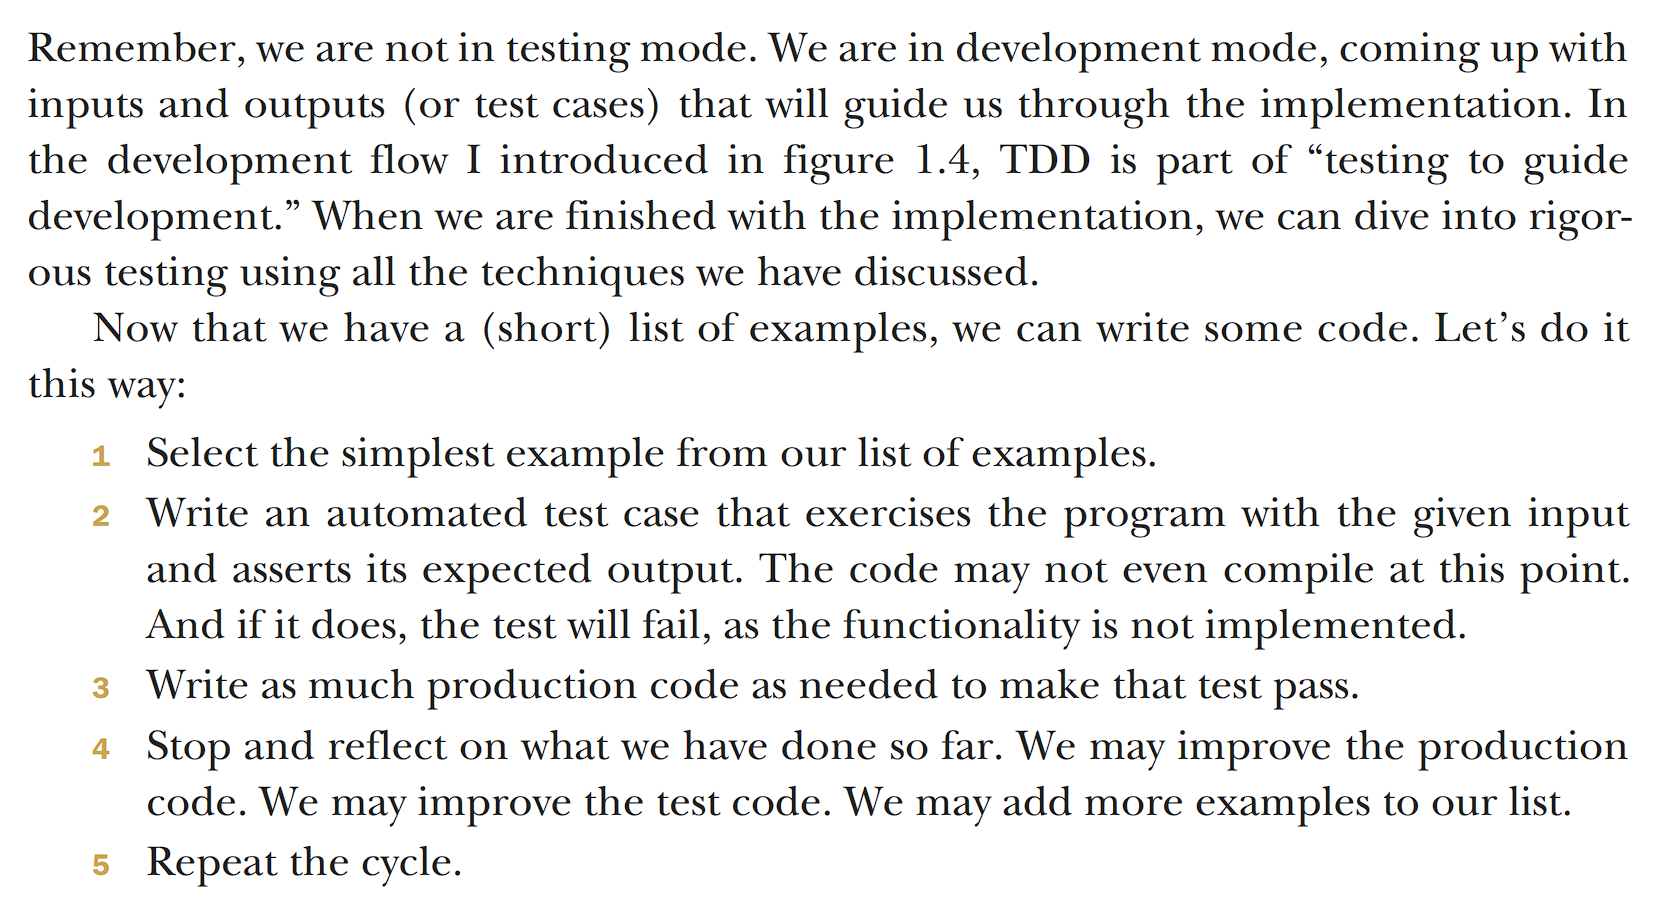 Remember, we are not in testing mode. We are in development mode, coming up with
inputs and outputs (or test cases) that will guide us through the implementation. In
the development flow I introduced in figure 1.4, TDD is part of “testing to guide
development.” When we are finished with the implementation, we can dive into rigor-
ous testing using all the techniques we have discussed.
Now that we have a (short) list of examples, we can write some code. Let’s do it
this way:
1 Select the simplest example from our list of examples.
2 Write an automated test case that exercises the program with the given input
and asserts its expected output. The code may not even compile at this point.
And if it does, the test will fail, as the functionality is not implemented.
3 Write as much production code as needed to make that test pass.
4 Stop and reflect on what we have done so far. We may improve the production
code. We may improve the test code. We may add more examples to our list.
5 Repeat the cycle.